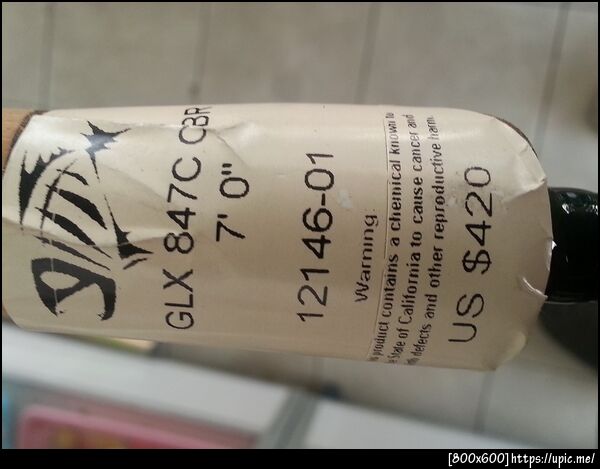 GLX 847C CBR
7' 0"
12146-01
Warning:
product contains a chemical known to
State of California to cause cancer and
defects and other reproductive harm
US $420
[800x600]https://upic.me/